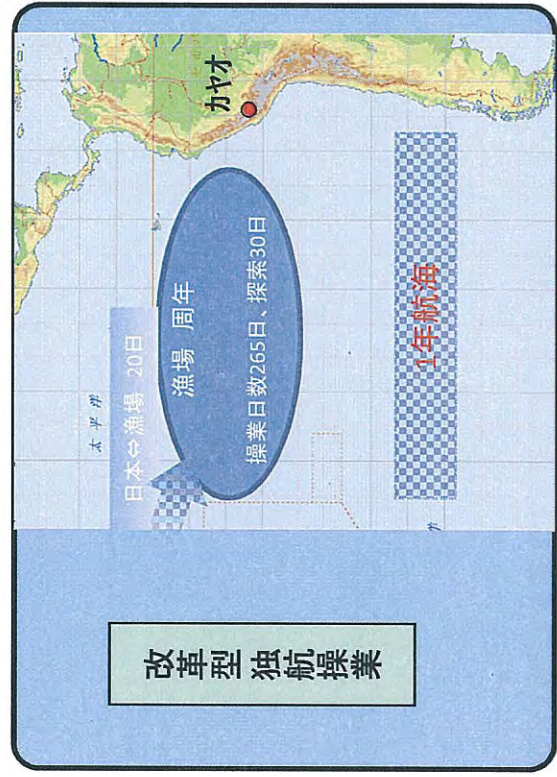 改革型 独航操業
太平洋
日本⇔漁場 20日
漁場 周年
操業日数265日、探索30日
カヤオ
1年航海
洋